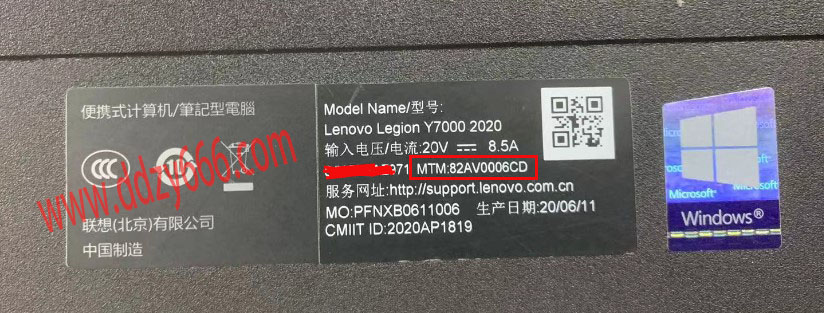 便携式计算机/筆記型電腦
联想(北京)有限公司
中国制造
Model Name/型号:
Lenovo Legion Y7000 2020
输入电压/电流:20V ⎓ 8.5A
971 MTM:82AV0006CD
服务网址:http://support.lenovo.com.cn
MO:PFNXB0611006 生产日期:20/06/11
CMIIT ID:2020AP1819
Microsoft
Microsoft
Windows®
www.ddzy666.com